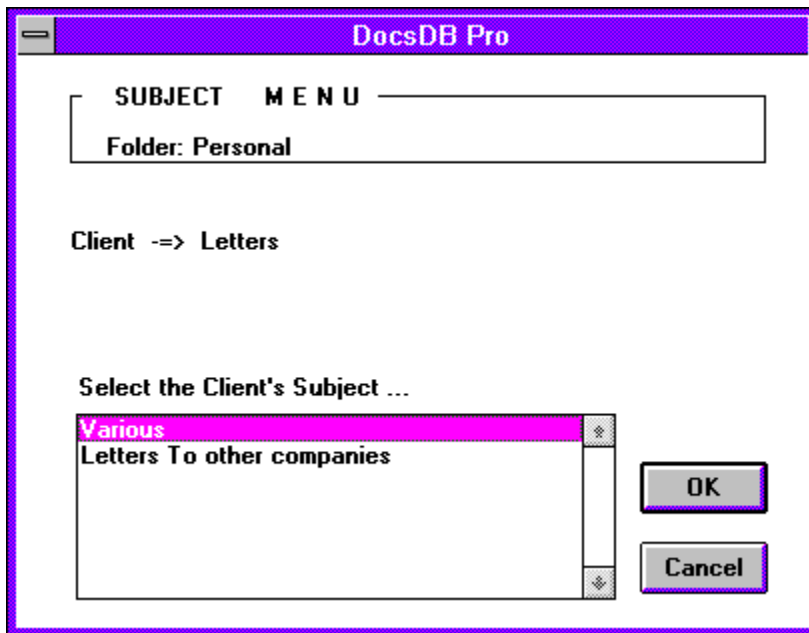 DocsDB Pro
SUBJECT M E N U
Folder: Personal
Client -=> Letters
Select the Client's Subject ...
Various
Letters To other companies
OK
Cancel